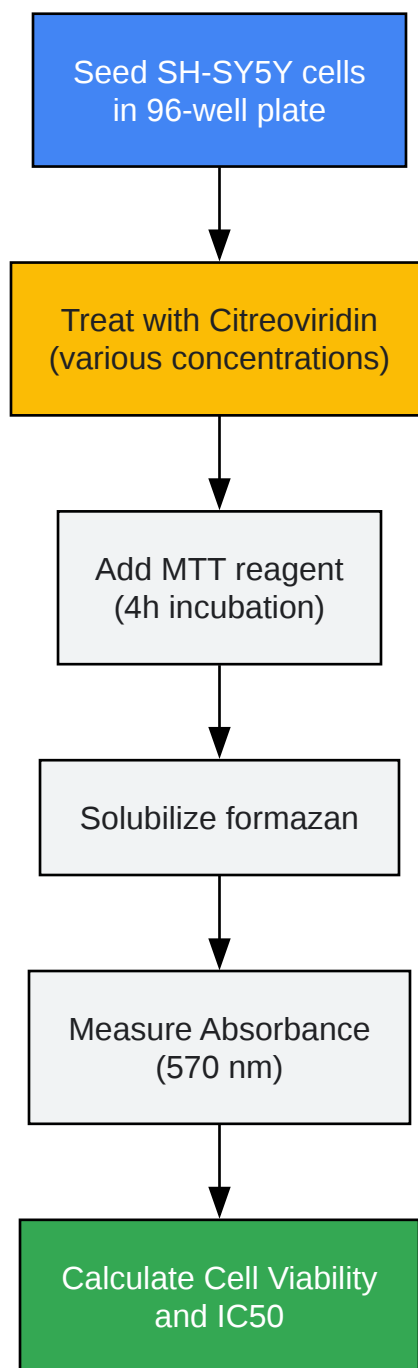 Seed SH-SY5Y cells
in 96-well plate
Treat with Citreoviridin
(various concentrations)
Add MTT reagent
(4h incubation)
Solubilize formazan
Measure Absorbance
(570 nm)
Calculate Cell Viability
and IC50